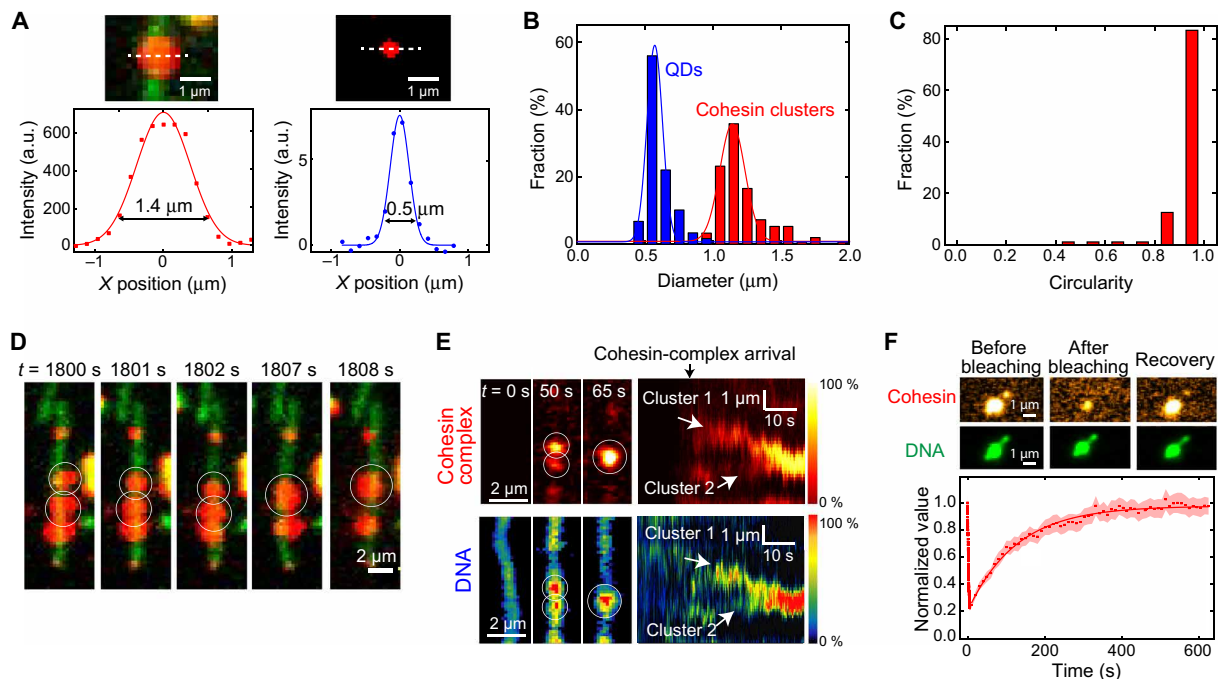 A
1 µm
1 µm
Intensity (a.u.)
600
400
200
0
1.4 µm
−1 0 1
X position (µm)
Intensity (a.u.)
5
0
0.5 µm
−1 0 1
X position (µm)
B
Fraction (%)
60
40
20
0
QDs
Cohesin clusters
0.0 0.5 1.0 1.5 2.0
Diameter (µm)
C
Fraction (%)
80
60
40
20
0
0.0 0.2 0.4 0.6 0.8 1.0
Circularity
D
t = 1800 s 1801 s 1802 s 1807 s 1808 s
2 µm
E
Cohesin-complex arrival
Cohesin
complex
t = 0 s 50 s 65 s
2 µm
Cluster 1 1 µm
10 s
Cluster 2
100 %
0 %
DNA
2 µm
Cluster 1 1 µm
10 s
Cluster 2
100 %
0 %
F
Before
bleaching
After
bleaching
Recovery
Cohesin
1 µm
DNA
1 µm
Normalized value
1.0
0.8
0.6
0.4
0.2
0.0
0 200 400 600
Time (s)